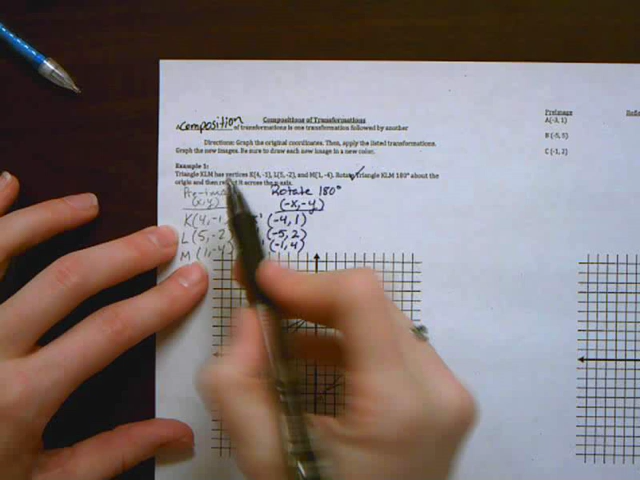 Compositions of Transformations
A composition of transformations is one transformation followed by another
Directions: Graph the original coordinates. Then, apply the listed transformations.
Graph the new images. Be sure to draw each new image in a new color.
Example 1:
Triangle KLM has vertices K(4, -1), L(5, -2), and M(1, -4). Rotate Triangle KLM 180° about the
origin and then reflect it across the
Rotate 180°
(x,y) (-x,-y)
K(4,-1 (-4, 1)
L(5,-2 (-5, 2)
M (1,-4) (-1, 4)
Preimage
A(-3, 1)
B (-5, 5)
C (-1, 2)